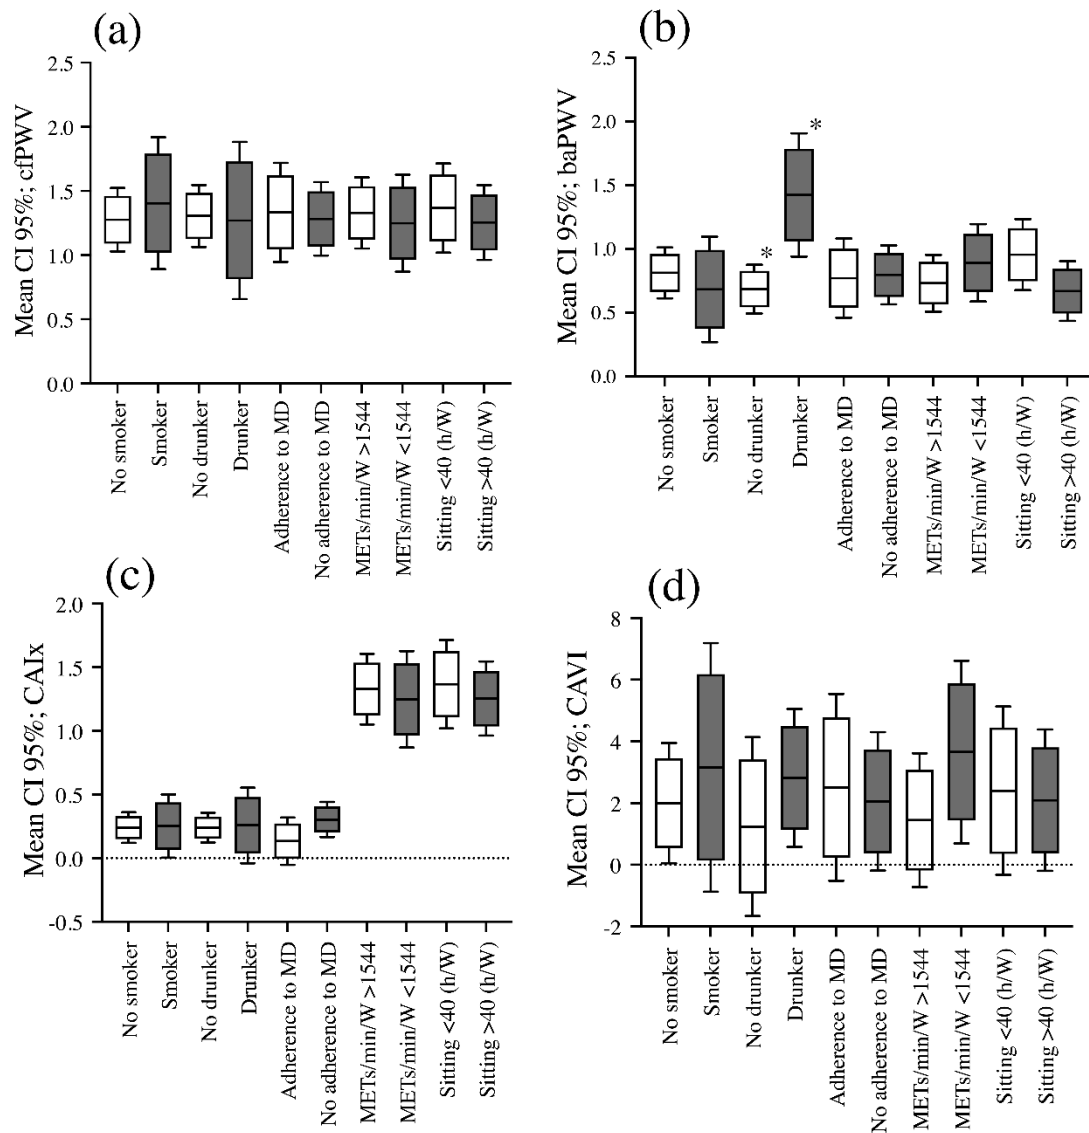 (a)
Mean CI 95%; cfPWV
2.5
2.0
1.5
1.0
0.5
0.0
No smoker
Smoker
No drunker
Drunker
Adherence to MD
No adherence to MD
METs/min/W >1544
METs/min/W <1544
Sitting <40 (h/W)
Sitting >40 (h/W)
(b)
Mean CI 95%; baPWV
2.5
2.0
1.5
1.0
0.5
0.0
*
*
No smoker
Smoker
No drunker
Drunker
Adherence to MD
No adherence to MD
METs/min/W >1544
METs/min/W <1544
Sitting <40 (h/W)
Sitting >40 (h/W)
(c)
Mean CI 95%; CAIx
2.0
1.5
1.0
0.5
0.0
-0.5
No smoker
Smoker
No drunker
Drunker
Adherence to MD
No adherence to MD
METs/min/W >1544
METs/min/W <1544
Sitting <40 (h/W)
Sitting >40 (h/W)
(d)
Mean CI 95%; CAVI
8
6
4
2
0
-2
No smoker
Smoker
No drunker
Drunker
Adherence to MD
No adherence to MD
METs/min/W >1544
METs/min/W <1544
Sitting <40 (h/W)
Sitting >40 (h/W)